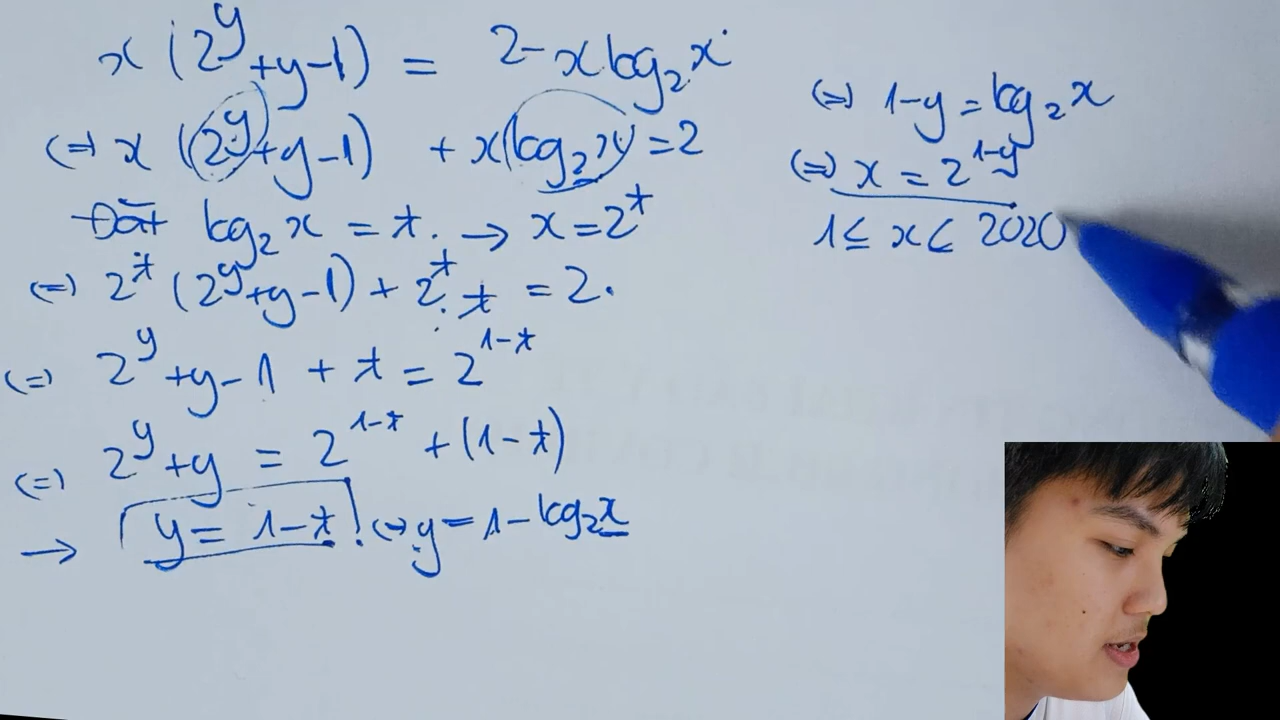 x (2^y + y - 1) = 2 - x log₂ x
(=) x (2^y + y - 1) + x (log₂ x) = 2
Đặt log₂ x = t. → x = 2^t
(=) 2^t (2^y + y - 1) + 2^t . t = 2.
(=) 2^y + y - 1 + t = 2^(1-t)
(=) 2^y + y = 2^(1-t) + (1-t)
→ y = 1-t ! (=) y = 1 - log₂ x
(=) 1-y = log₂ x
(=) x = 2^(1-y)
1 ≤ x < 2020